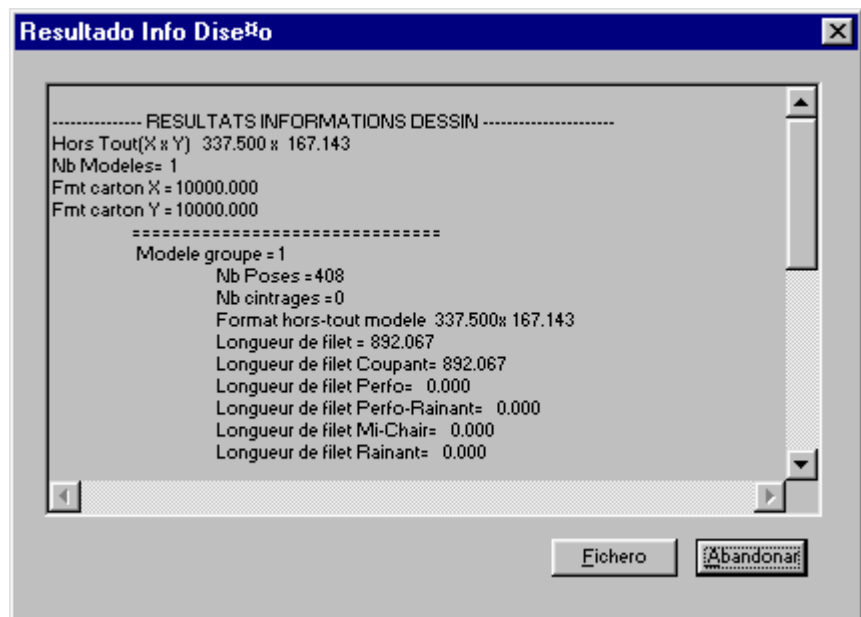 Resultado Info Dise¤o
--------------- RESULTATS INFORMATIONS DESSIN ----------------------
Hors Tout(X x Y) 337.500 x 167.143
Nb Modeles= 1
Fmt carton X = 10000.000
Fmt carton Y = 10000.000
===============================
Modele groupe =1
Nb Poses =408
Nb cintrages =0
Format hors-tout modele 337.500x 167.143
Longueur de filet = 892.067
Longueur de filet Coupant= 892.067
Longueur de filet Perfo= 0.000
Longueur de filet Perfo-Rainant= 0.000
Longueur de filet Mi-Chair= 0.000
Longueur de filet Rainant= 0.000
Fichero Abandonar